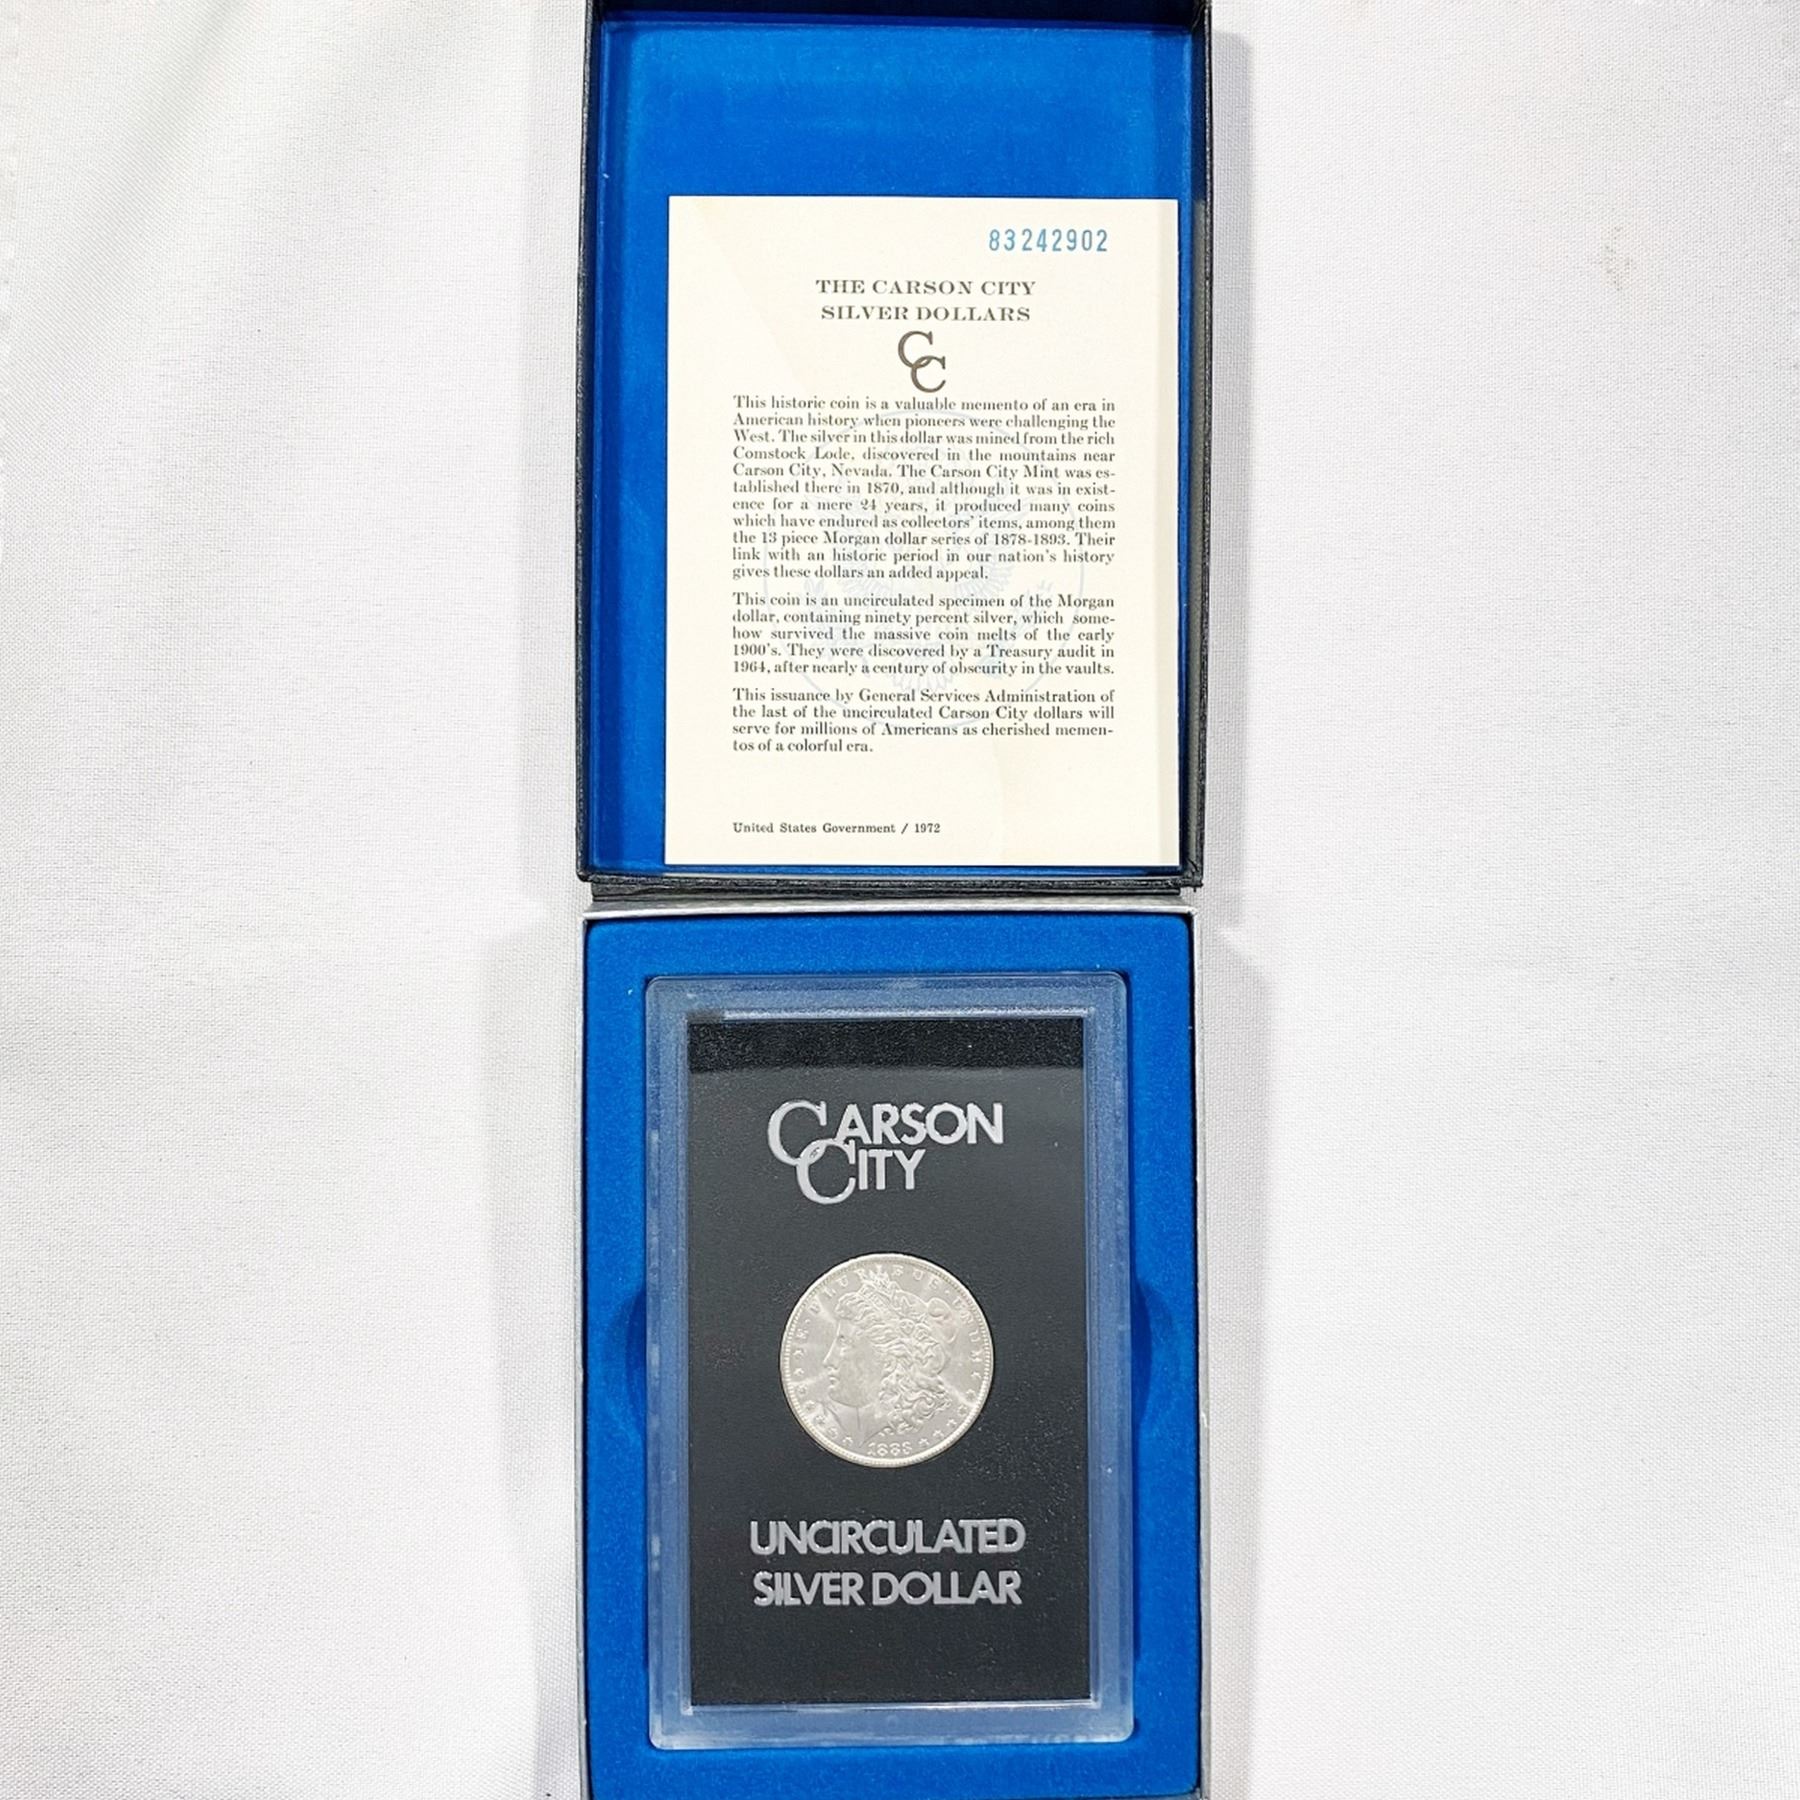 83242902
THE CARSON CITY
SILVER DOLLARS
CC
This historic coin is a valuable memento of an era in
American history when pioneers were challenging the
West. The silver in this dollar was mined from the rich
Comstock Lode, discovered in the mountains near
Carson City, Nevada. The Carson City Mint was es-
tablished there in 1870, and although it was in exist-
ence for a mere 24 years, it produced many coins
which have endured as collectors' items, among them
the 13 piece Morgan dollar series of 1878-1893. Their
link with an historic period in our nation's history
gives these dollars an added appeal.
This coin is an uncirculated specimen of the Morgan
dollar, containing ninety percent silver, which some-
how survived the massive coin melts of the early
1900's. They were discovered by a Treasury audit in
1964, after nearly a century of obscurity in the vaults.
This issuance by General Services Administration of
the last of the uncirculated Carson City dollars will
serve for millions of Americans as cherished memen-
tos of a colorful era.
United States Government / 1972
CARSON
CITY
E · PLURIBUS · UNUM
1883
UNCIRCULATED
SILVER DOLLAR